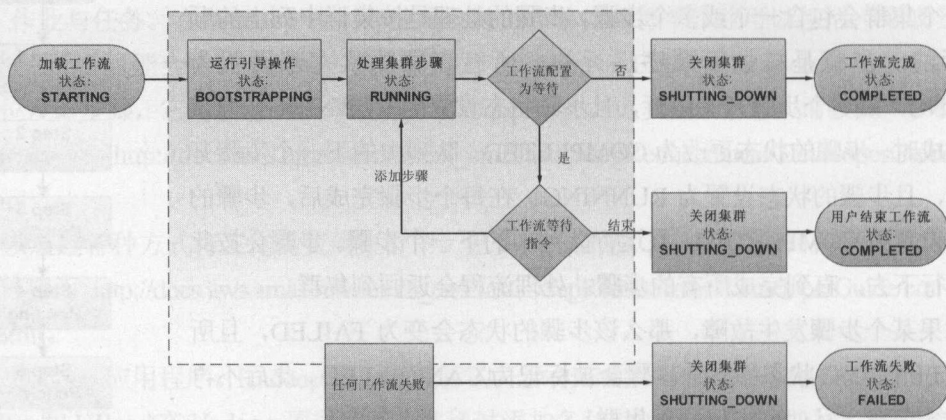 加载工作流
状态:
STARTING
运行引导操作
状态:
BOOTSTRAPPING
处理集群步骤
状态:
RUNNING
工作流配置
为等待
否
关闭集群
状态:
SHUTTING_DOWN
工作流完成
状态:
COMPLETED
是
添加步骤
工作流等待
指令
结束
关闭集群
状态:
SHUTTING_DOWN
用户结束工作流
状态:
COMPLETED
任何工作流失败
关闭集群
状态:
SHUTTING_DOWN
工作流失败
状态:
FAILED